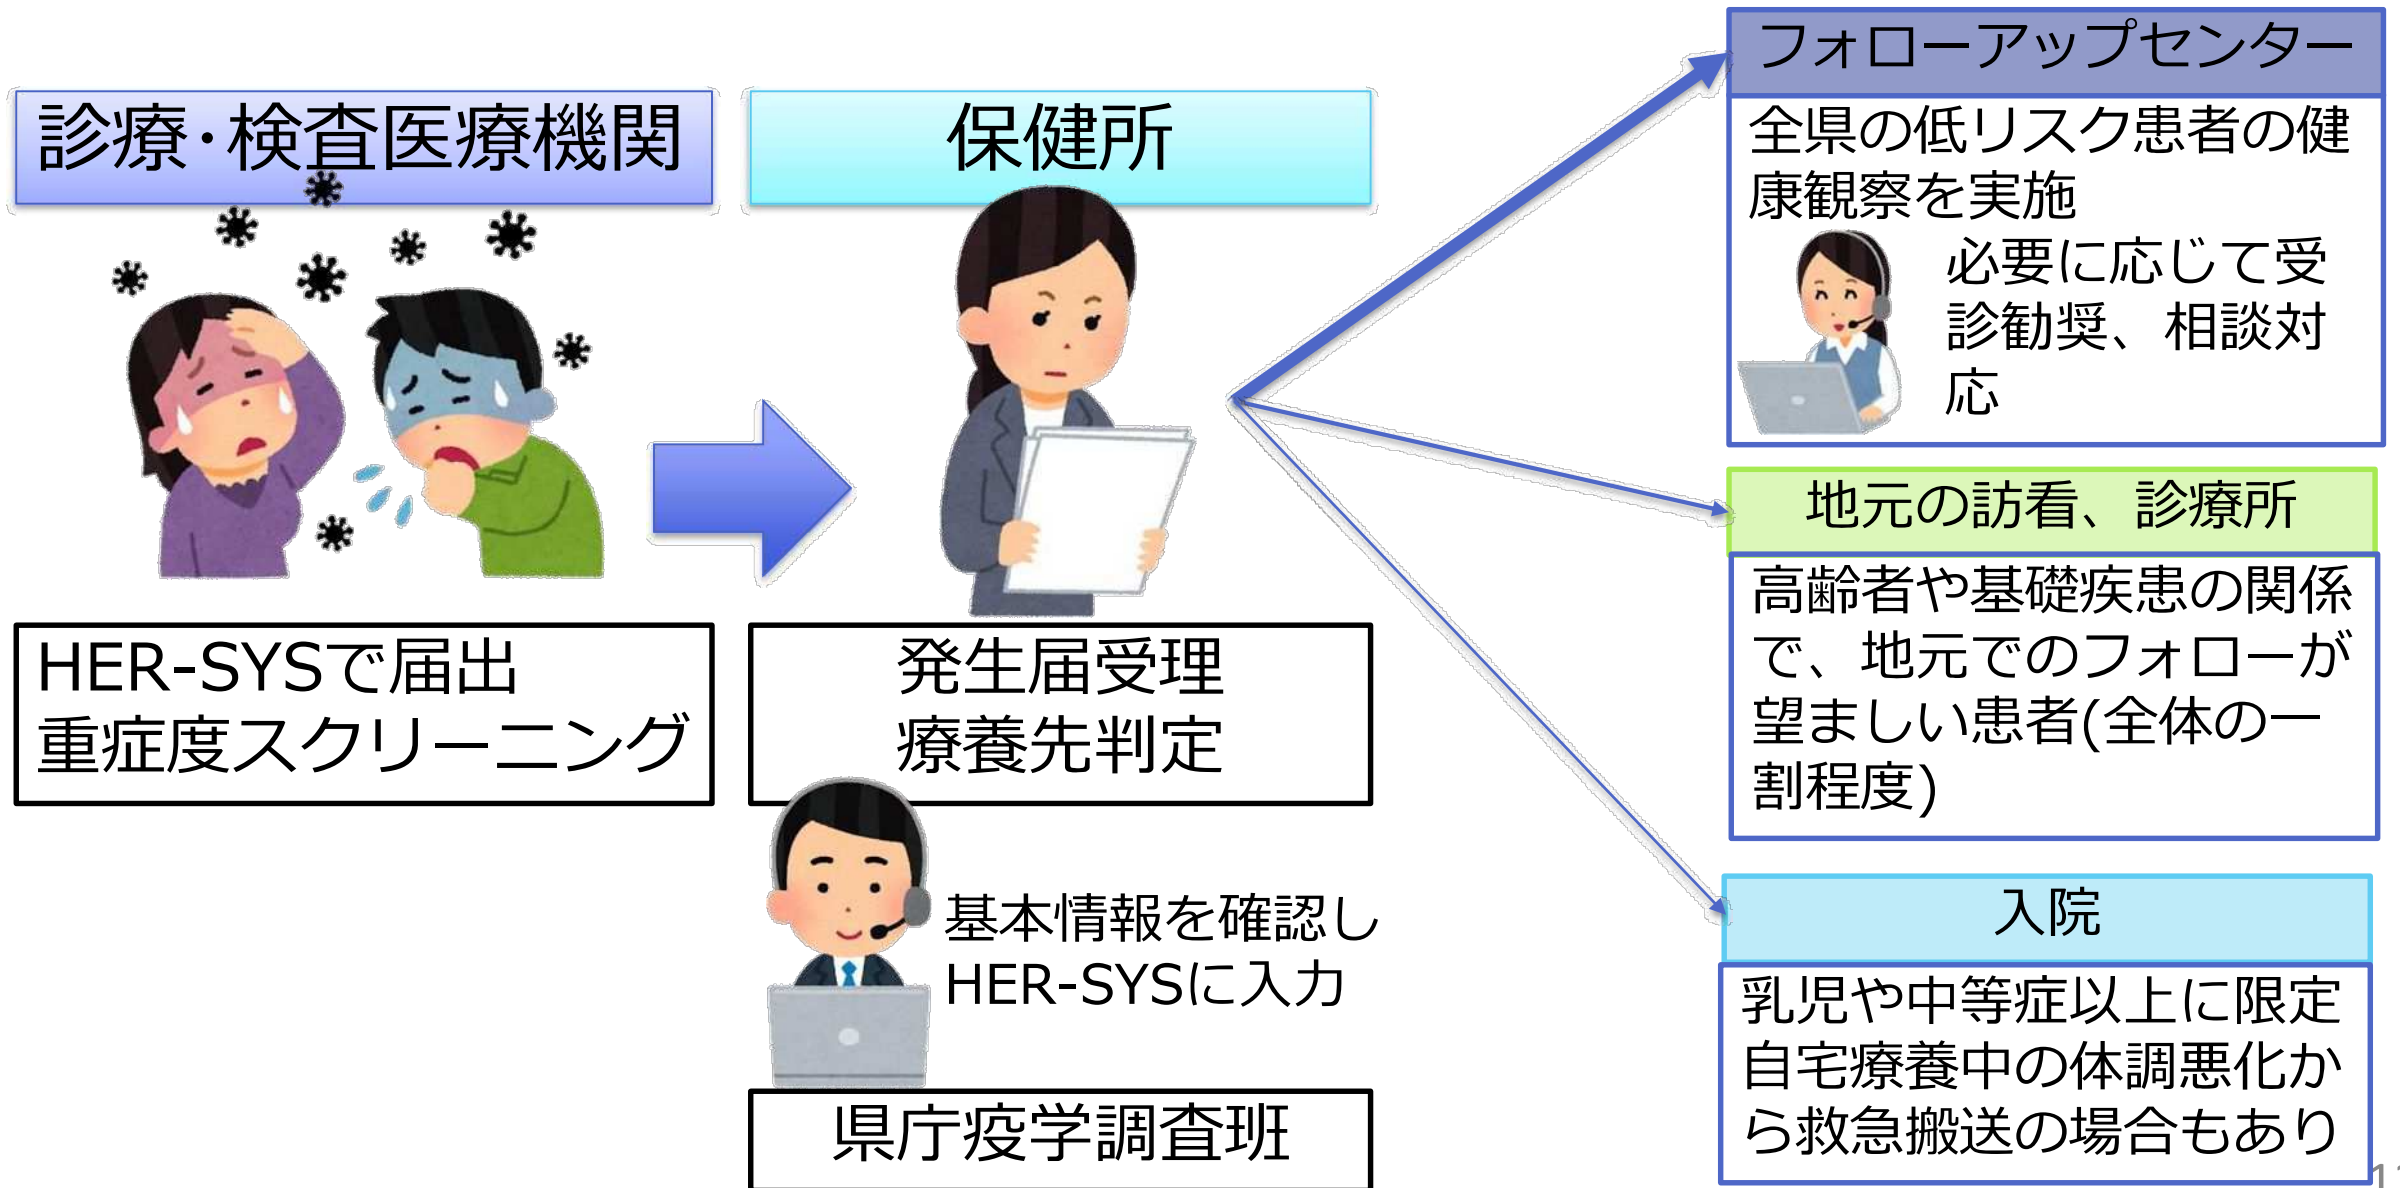 診療･検査医療機関
HER-SYSで届出
重症度スクリーニング
保健所
発生届受理
療養先判定
基本情報を確認し
HER-SYSに入力
県庁疫学調査班
フォローアップセンター
全県の低リスク患者の健
康観察を実施
必要に応じて受
診勧奨、相談対
応
地元の訪看、診療所
高齢者や基礎疾患の関係
で、地元でのフォローが
望ましい患者(全体の一
割程度)
入院
乳児や中等症以上に限定
自宅療養中の体調悪化か
ら救急搬送の場合もあり